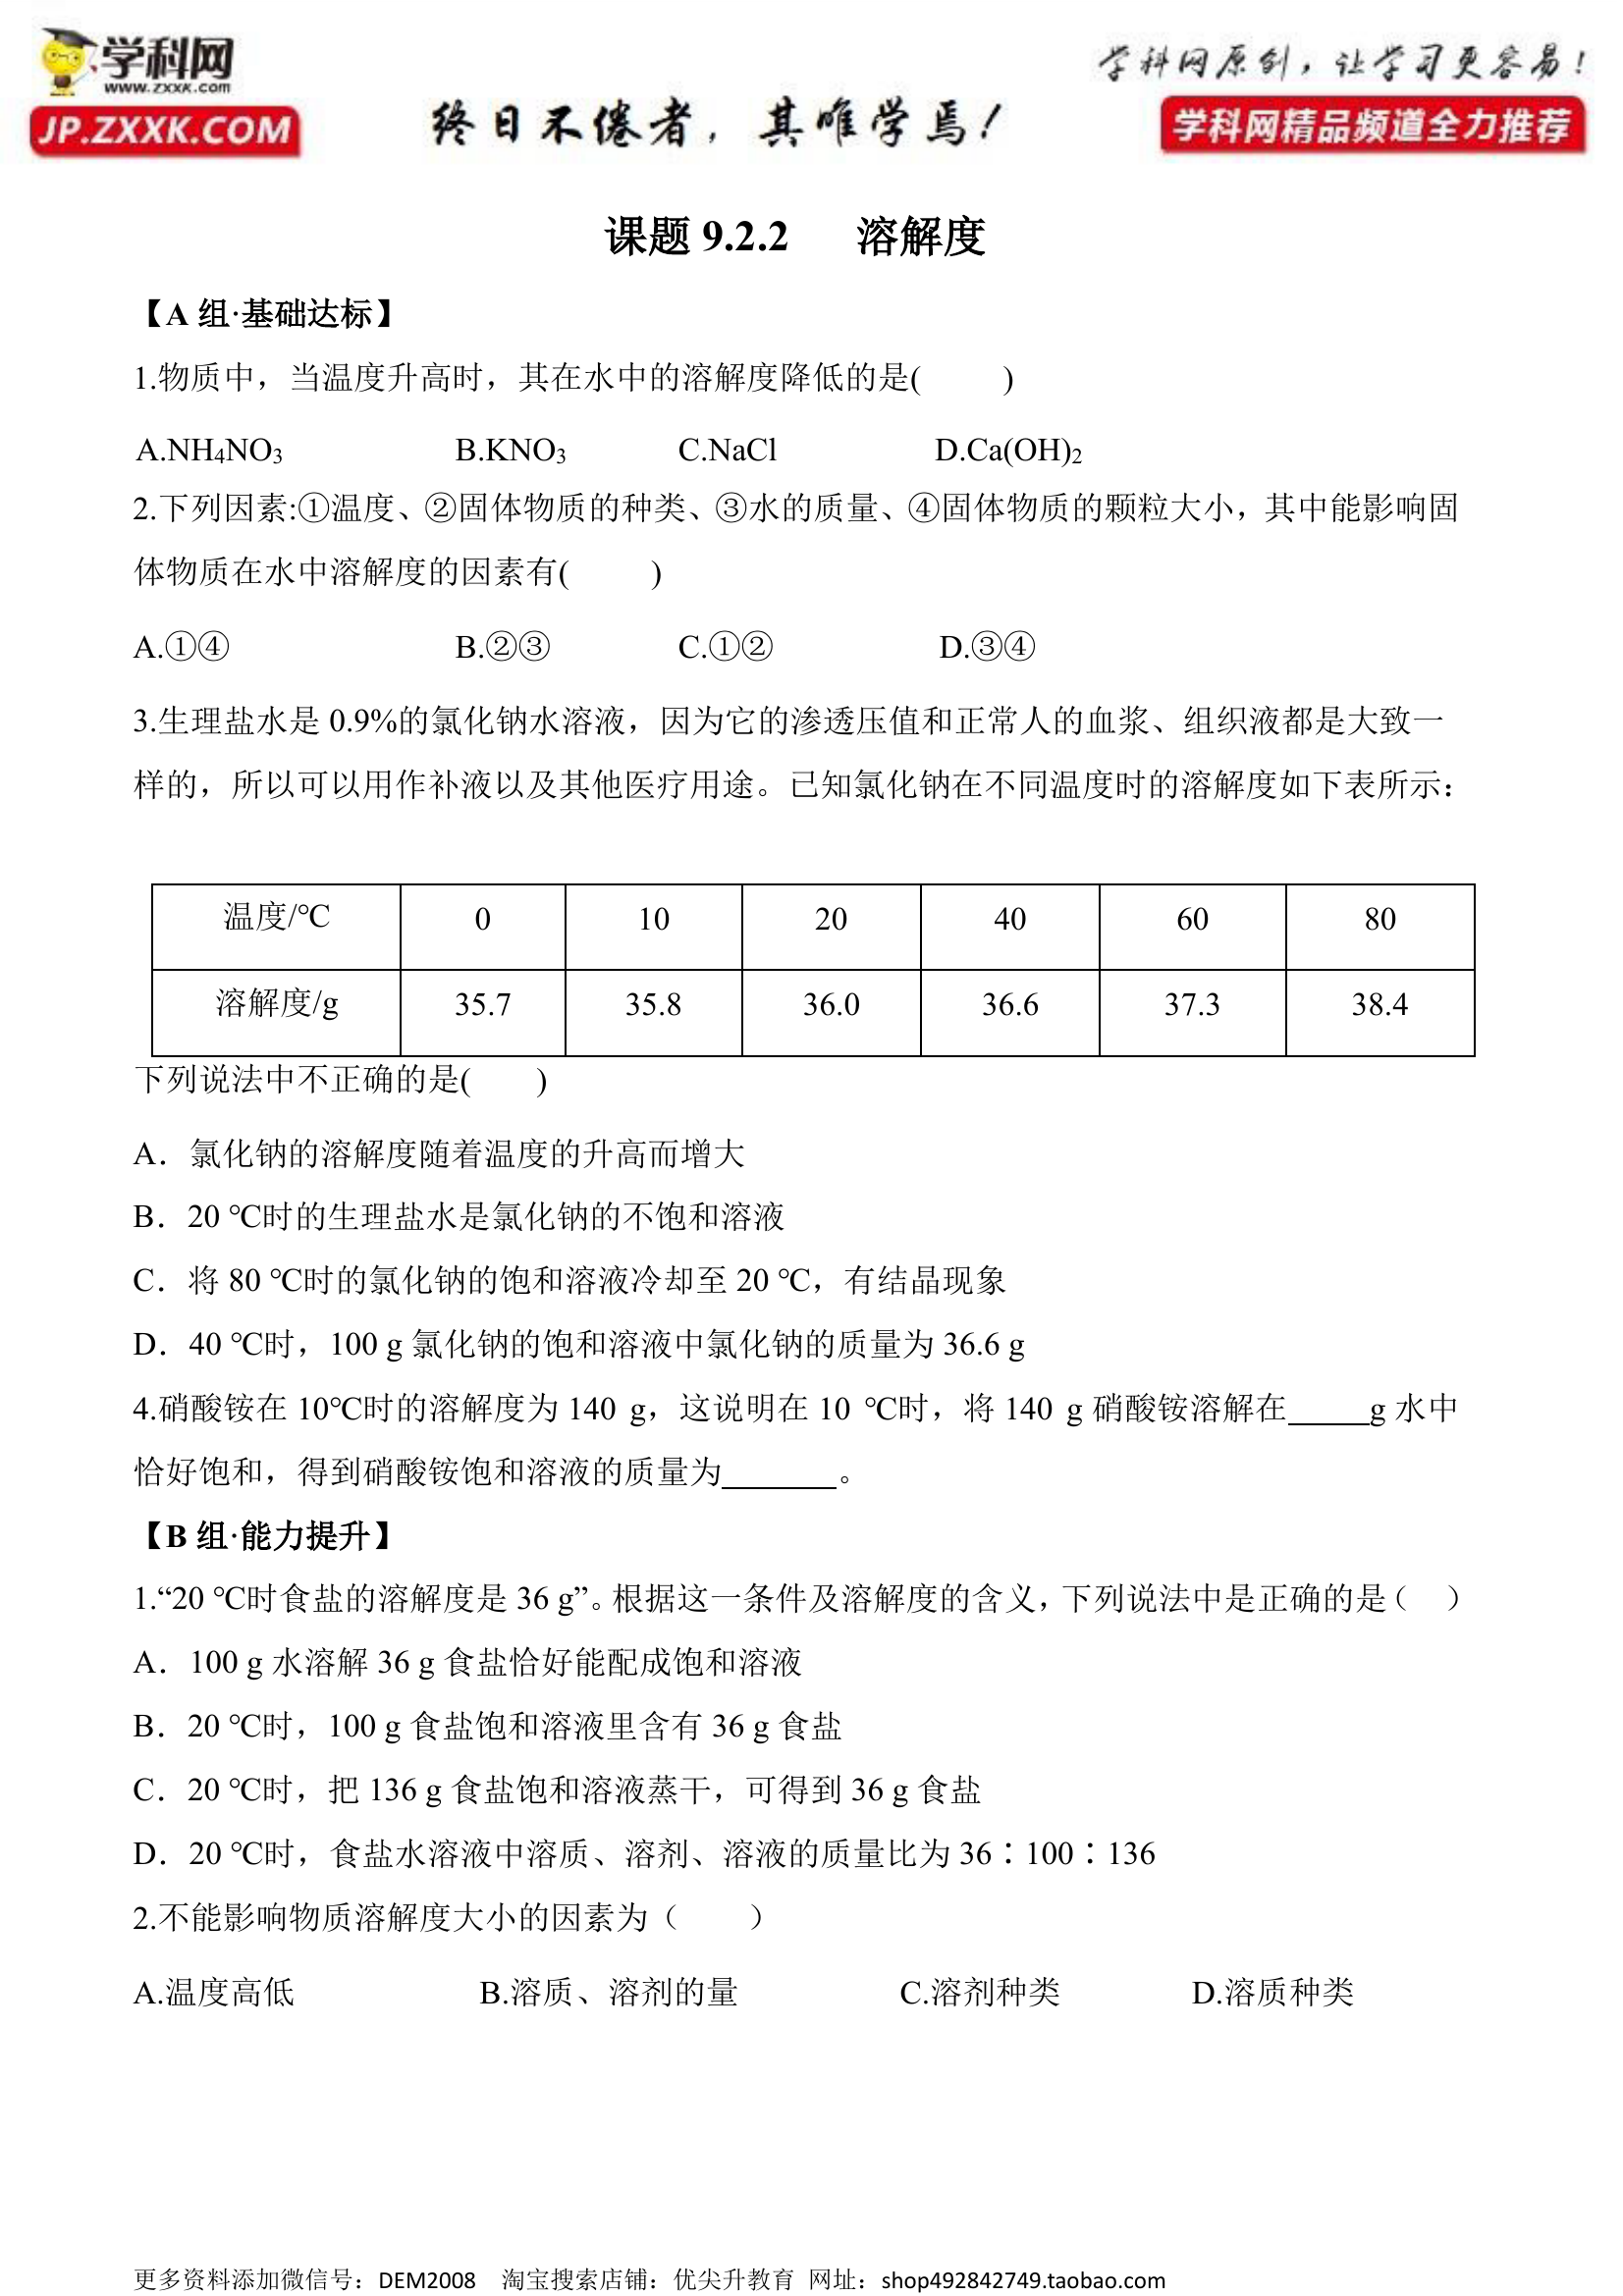 学科网
www.zxxk.com
JP.ZXXK.COM
终日不倦者，其唯学焉！
学科网原创，让学习更容易！
学科网精品频道全力推荐
课题 9.2.2 溶解度
【A 组·基础达标】
1.物质中，当温度升高时，其在水中的溶解度降低的是( )
A.NH₄NO₃ B.KNO₃ C.NaCl D.Ca(OH)₂
2.下列因素:①温度、②固体物质的种类、③水的质量、④固体物质的颗粒大小，其中能影响固
体物质在水中溶解度的因素有( )
A.①④ B.②③ C.①② D.③④
3.生理盐水是 0.9%的氯化钠水溶液，因为它的渗透压值和正常人的血浆、组织液都是大致一
样的，所以可以用作补液以及其他医疗用途。已知氯化钠在不同温度时的溶解度如下表所示：
温度/℃ 0 10 20 40 60 80
溶解度/g 35.7 35.8 36.0 36.6 37.3 38.4
下列说法中不正确的是( )
A．氯化钠的溶解度随着温度的升高而增大
B．20 ℃时的生理盐水是氯化钠的不饱和溶液
C．将 80 ℃时的氯化钠的饱和溶液冷却至 20 ℃，有结晶现象
D．40 ℃时，100 g 氯化钠的饱和溶液中氯化钠的质量为 36.6 g
4.硝酸铵在 10℃时的溶解度为 140 g，这说明在 10 ℃时，将 140 g 硝酸铵溶解在_____g 水中
恰好饱和，得到硝酸铵饱和溶液的质量为_______。
【B 组·能力提升】
1.“20 ℃时食盐的溶解度是 36 g”。根据这一条件及溶解度的含义，下列说法中是正确的是（ ）
A．100 g 水溶解 36 g 食盐恰好能配成饱和溶液
B．20 ℃时，100 g 食盐饱和溶液里含有 36 g 食盐
C．20 ℃时，把 136 g 食盐饱和溶液蒸干，可得到 36 g 食盐
D．20 ℃时，食盐水溶液中溶质、溶剂、溶液的质量比为 36∶100∶136
2.不能影响物质溶解度大小的因素为（ ）
A.温度高低 B.溶质、溶剂的量 C.溶剂种类 D.溶质种类
更多资料添加微信号：DEM2008 淘宝搜索店铺：优尖升教育 网址：shop492842749.taobao.com